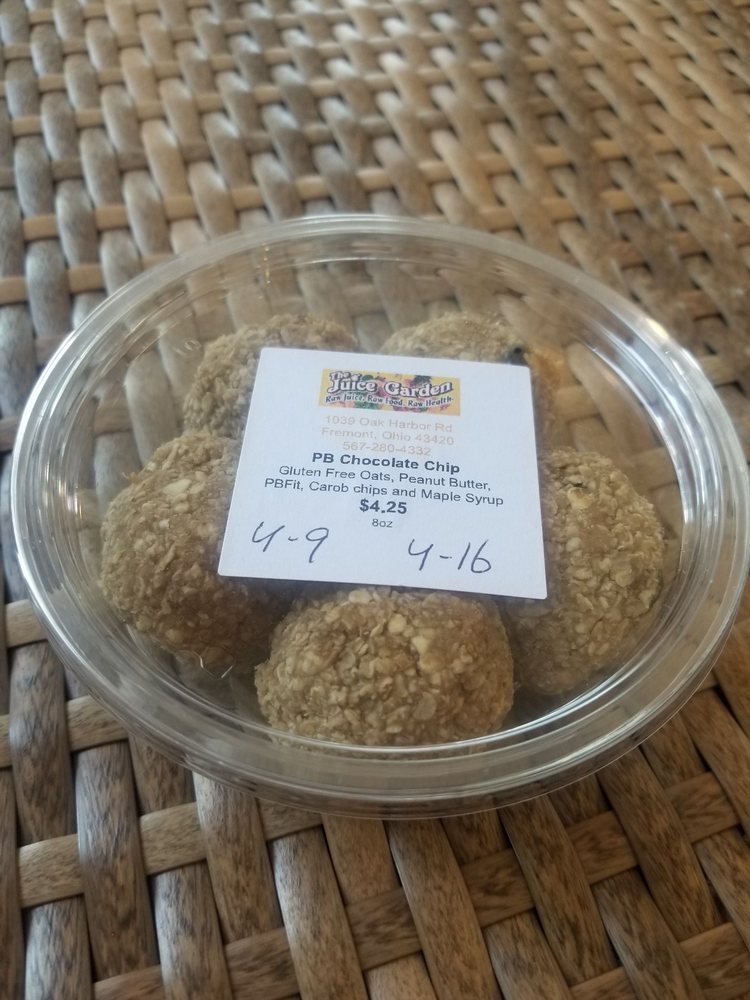 The
Juice Garden
Raw Juice. Raw Food. Raw Health.
1039 Oak Harbor Rd
Fremont, Ohio 43420
567-280-4332
PB Chocolate Chip
Gluten Free Oats, Peanut Butter,
PBFit, Carob chips and Maple Syrup
$4.25
8oz
4-9 4-16